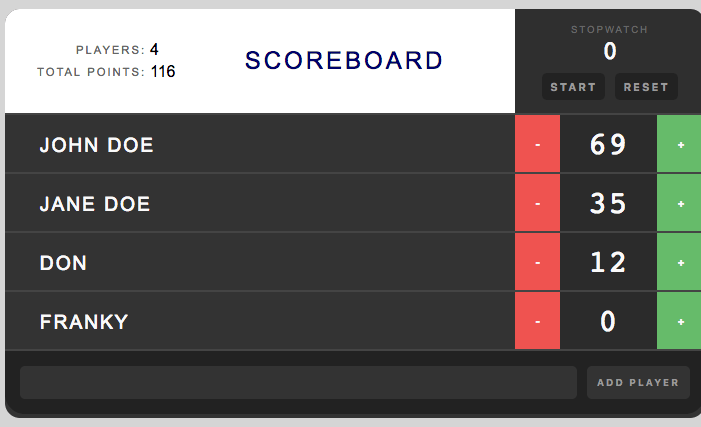 PLAYERS: 4
TOTAL POINTS: 116
SCOREBOARD
STOPWATCH
0
START RESET
JOHN DOE - 69 +
JANE DOE - 35 +
DON - 12 +
FRANKY - 0 +
ADD PLAYER